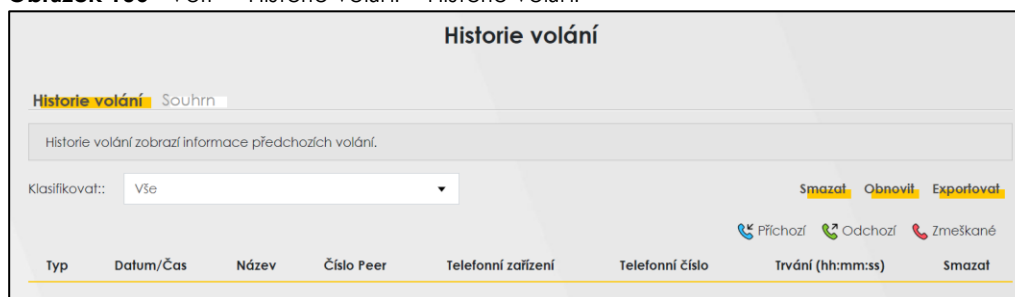 Historie volání
Historie volání Souhrn
Historie volání zobrazí informace předchozích volání.
Klasifikovat:: Vše
Smazat Obnovit Exportovat
Příchozí Odchozí Zmeškané
Typ Datum/Čas Název Číslo Peer Telefonní zařízení Telefonní číslo Trvání (hh:mm:ss) Smazat